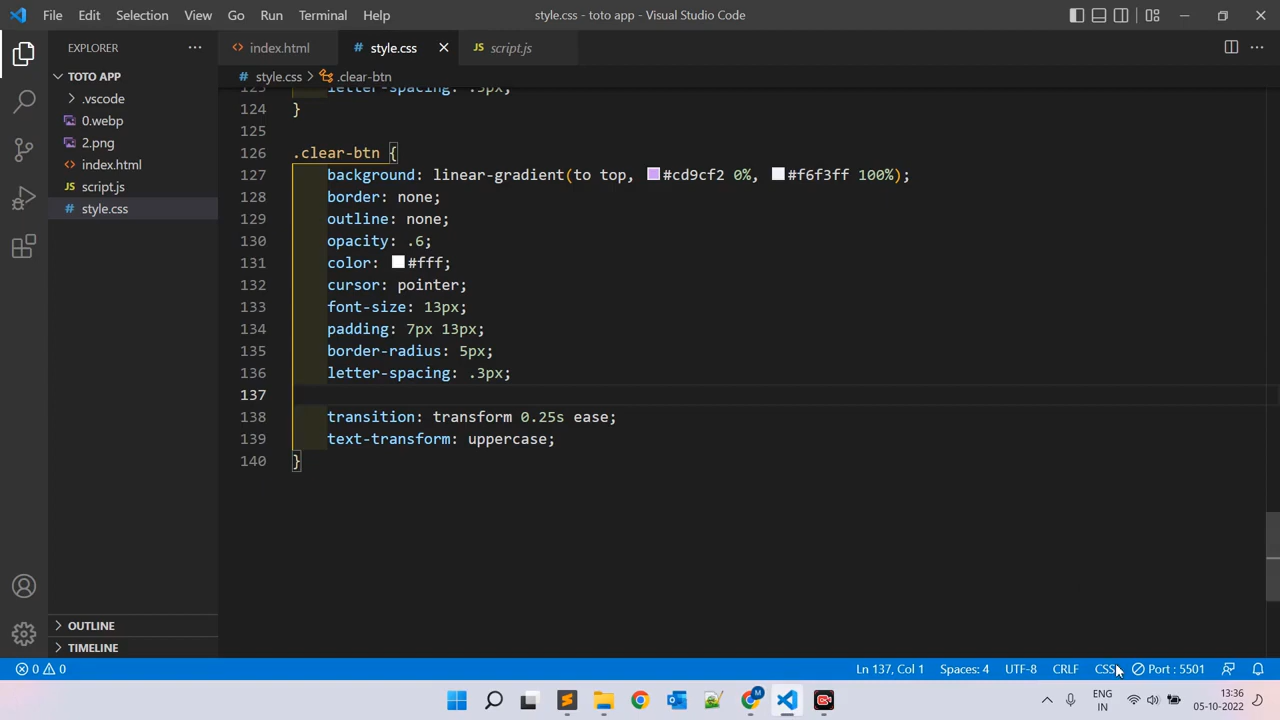 File Edit Selection View Go Run Terminal Help
style.css - toto app - Visual Studio Code
EXPLORER
TOTO APP
.vscode
0.webp
2.png
index.html
script.js
style.css
OUTLINE
TIMELINE
index.html
style.css
script.js
style.css > .clear-btn
124 }
125
126 .clear-btn {
127 background: linear-gradient(to top, #cd9cf2 0%, #f6f3ff 100%);
128 border: none;
129 outline: none;
130 opacity: .6;
131 color: #fff;
132 cursor: pointer;
133 font-size: 13px;
134 padding: 7px 13px;
135 border-radius: 5px;
136 letter-spacing: .3px;
137
138 transition: transform 0.25s ease;
139 text-transform: uppercase;
140 }
0 0
Ln 137, Col 1 Spaces: 4 UTF-8 CRLF CSS Port : 5501
M
ENG
IN
13:36
05-10-2022